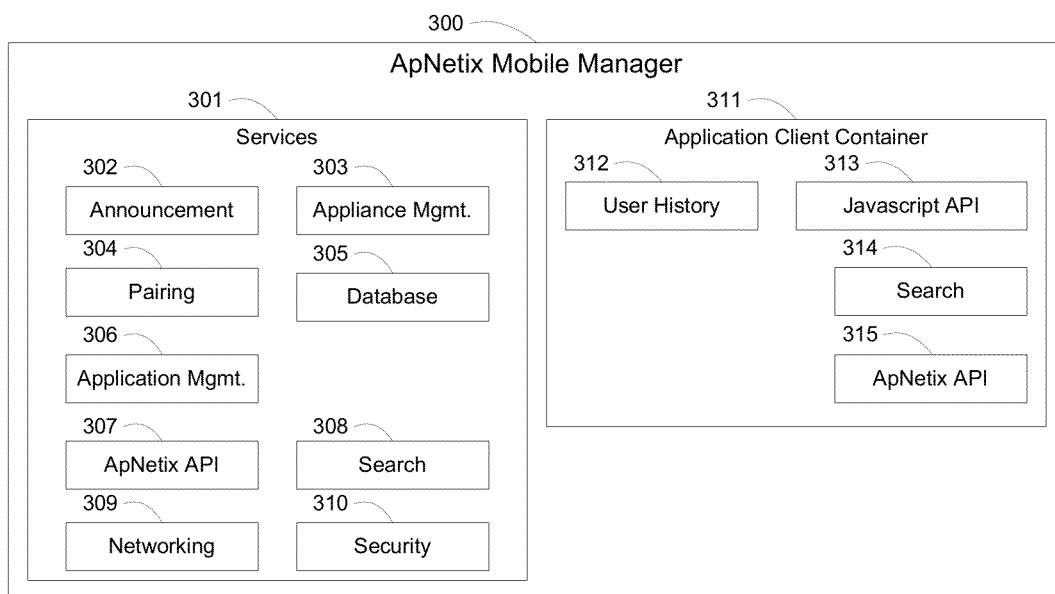 300
ApNetix Mobile Manager
301
Services
302
Announcement
303
Appliance Mgmt.
304
Pairing
305
Database
306
Application Mgmt.
307
ApNetix API
308
Search
309
Networking
310
Security
311
Application Client Container
312
User History
313
Javascript API
314
Search
315
ApNetix API